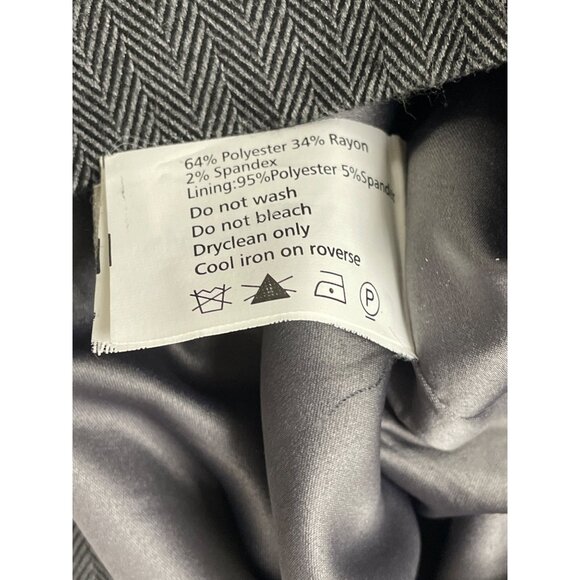 64% Polyester 34% Rayon
2% Spandex
Lining:95%Polyester 5%Spandex
Do not wash
Do not bleach
Dryclean only
Cool iron on roverse
P